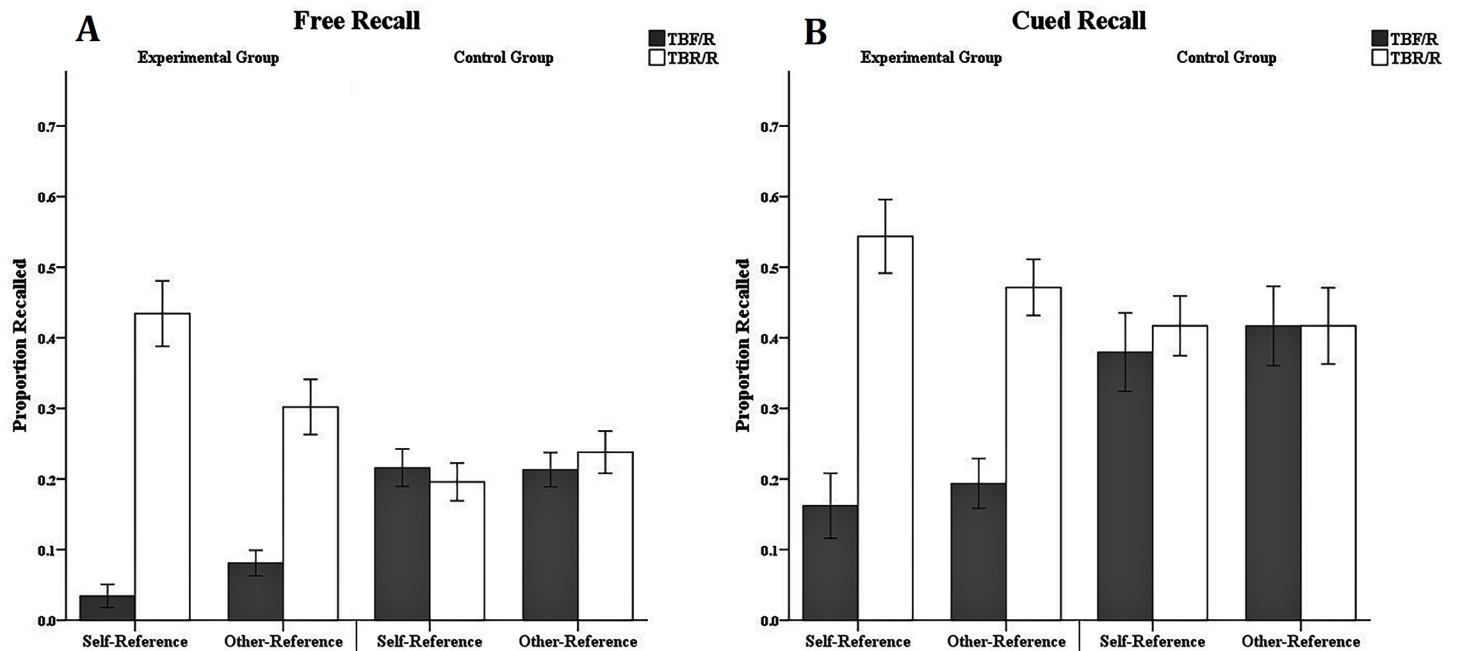 A
Free Recall
TBF/R
TBR/R
Experimental Group
Control Group
Proportion Recalled
0.7
0.6
0.5
0.4
0.3
0.2
0.1
0.0
Self-Reference
Other-Reference
Self-Reference
Other-Reference
B
Cued Recall
TBF/R
TBR/R
Experimental Group
Control Group
Proportion Recalled
0.7
0.6
0.5
0.4
0.3
0.2
0.1
0.0
Self-Reference
Other-Reference
Self-Reference
Other-Reference